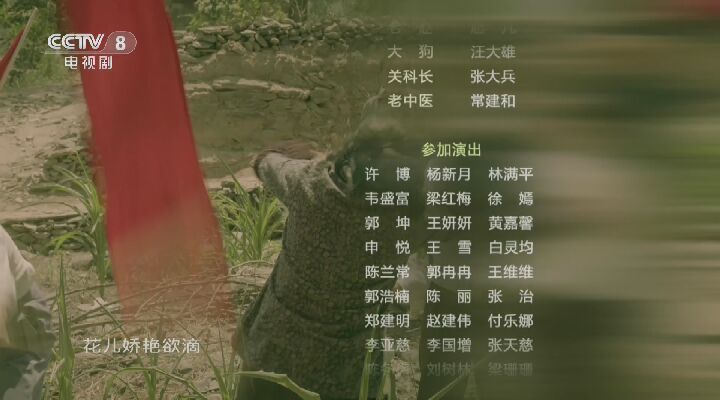 CCTV 8
电视剧
大狗 汪大雄
关科长 张大兵
老中医 常建和
参加演出
许博 杨新月 林满平
韦盛富 梁红梅 徐嫣
郭坤 王妍妍 黄嘉馨
申悦 王雪 白灵均
陈兰常 郭冉冉 王维维
郭浩楠 陈丽 张治
郑建明 赵建伟 付乐娜
花儿娇艳欲滴
李亚慈 李国增 张天慈
刘树林 梁珊珊